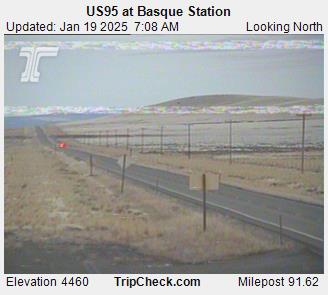 US95 at Basque Station
Updated: Jan 19 2025 7:08 AM Looking North
Elevation 4460 TripCheck.com Milepost 91.62